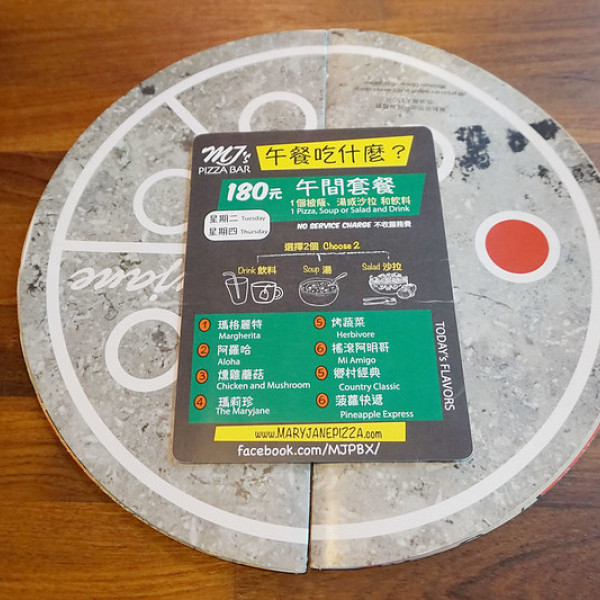 MJ's
PIZZA BAR
午餐吃什麼？
180元 午間套餐
1個披薩、湯或沙拉 和飲料
1 Pizza, Soup or Salad and Drink
星期二 Tuesday
星期四 Thursday
NO SERVICE CHARGE 不收服務費
選擇2個 Choose 2
Drink 飲料
Soup 湯
Salad 沙拉
1 瑪格麗特
Margherita
2 阿羅哈
Aloha
3 燻雞蘑菇
Chicken and Mushroom
4 瑪莉珍
The Maryjane
5 烤蔬菜
Herbivore
6 搖滾阿明哥
Mi Amigo
5 鄉村經典
Country Classic
6 菠蘿快遞
Pineapple Express
TODAY's FLAVORS
www.MARYJANEPIZZA.com
facebook.com/MJPBX/